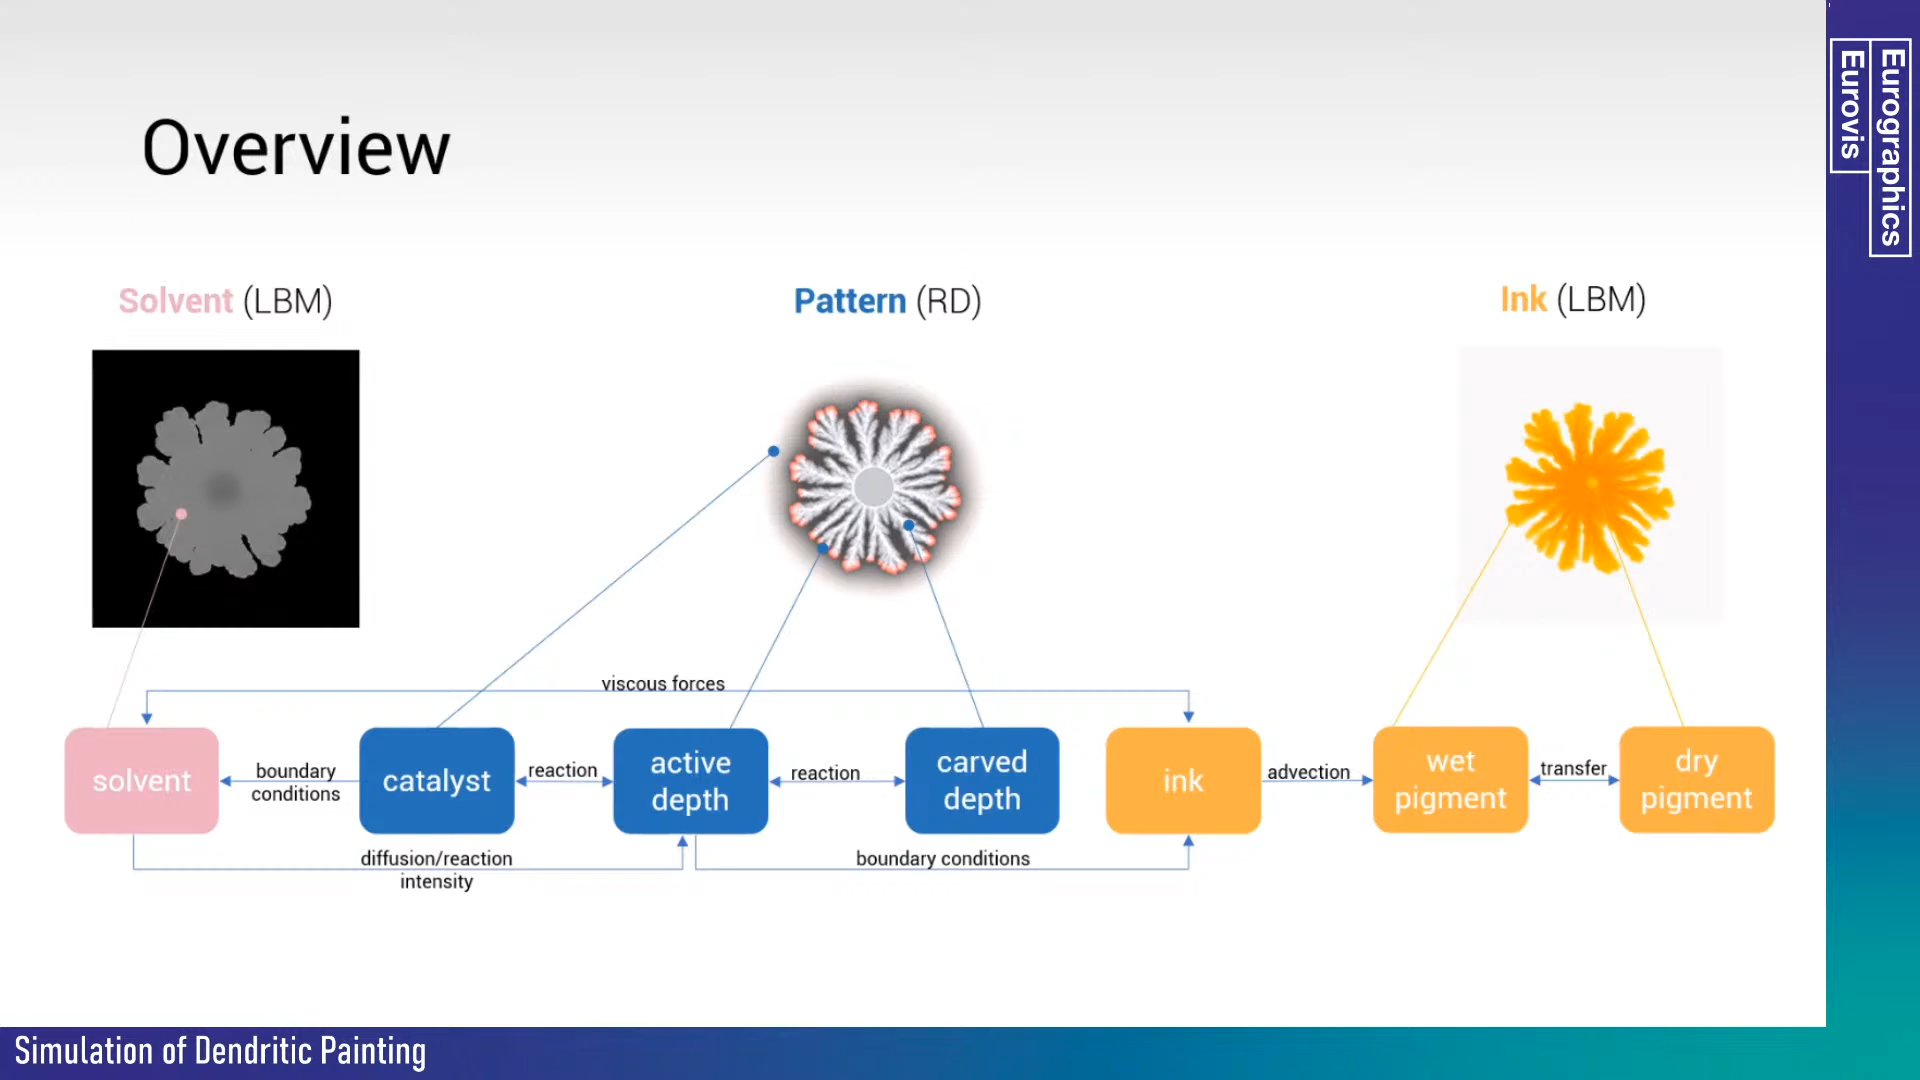 Overview
Eurographics
Eurovis
Solvent (LBM)
Pattern (RD)
Ink (LBM)
viscous forces
solvent
boundary
conditions
catalyst
reaction
active
depth
reaction
carved
depth
ink
advection
wet
pigment
transfer
dry
pigment
diffusion/reaction
intensity
boundary conditions
Simulation of Dendritic Painting